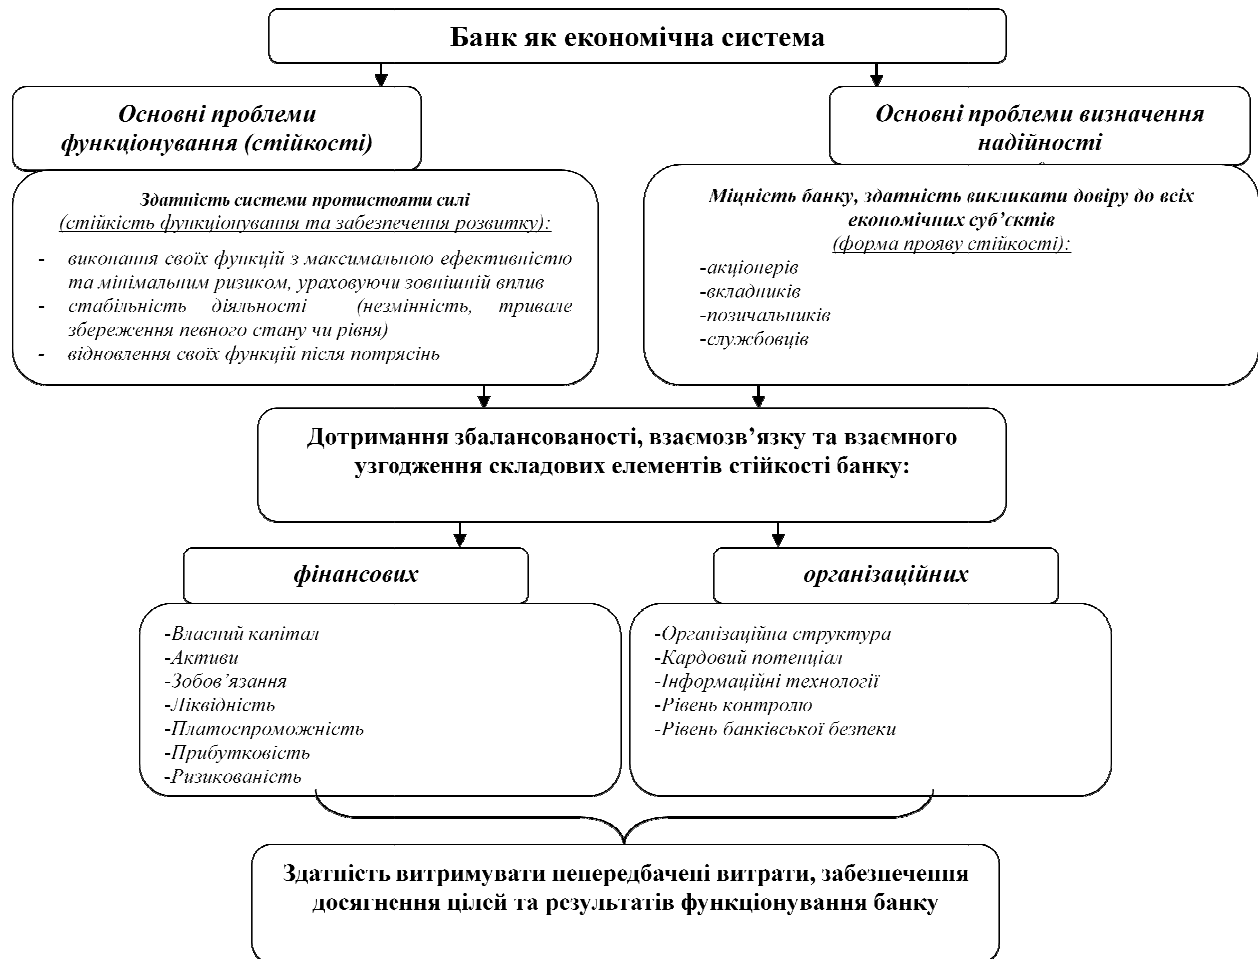 Банк як економічна система
Основні проблеми
функціонування (стійкості)
Основні проблеми визначення
надійності
Здатність системи протистояти силі
(стійкість функціонування та забезпечення розвитку):
- виконання своїх функцій з максимальною ефективністю
та мінімальним ризиком, ураховуючи зовнішній вплив
- стабільність діяльності (незмінність, тривале
збереження певного стану чи рівня)
- відновлення своїх функцій після потрясінь
Міцність банку, здатність викликати довіру до всіх
економічних суб’єктів
(форма прояву стійкості):
-акціонерів
-вкладників
-позичальників
-службовців
Дотримання збалансованості, взаємозв’язку та взаємного
узгодження складових елементів стійкості банку:
фінансових
організаційних
-Власний капітал
-Активи
-Зобов’язання
-Ліквідність
-Платоспроможність
-Прибутковість
-Ризикованість
-Організаційна структура
-Кардовий потенціал
-Інформаційні технології
-Рівень контролю
-Рівень банківської безпеки
Здатність витримувати непередбачені витрати, забезпечення
досягнення цілей та результатів функціонування банку